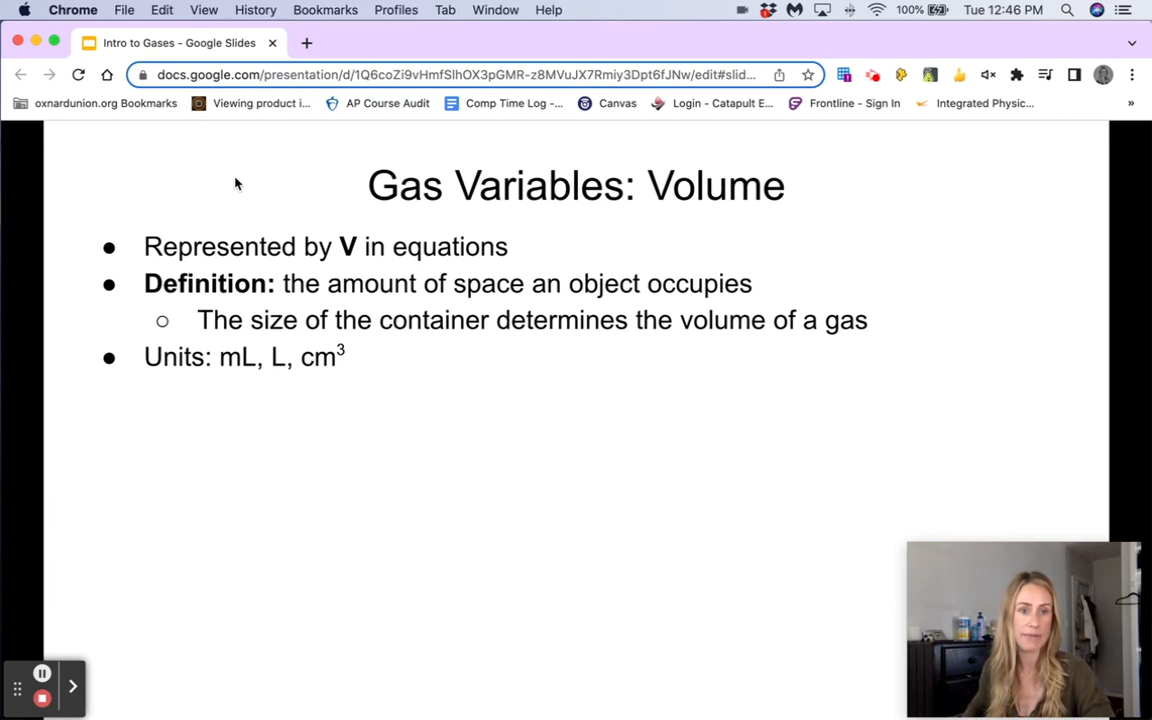 Chrome File Edit View History Bookmarks Profiles Tab Window Help 100% Tue 12:46 PM
Intro to Gases - Google Slides
docs.google.com/presentation/d/1Q6coZi9vHmfSlhOX3pGMR-z8MVuJX7Rmiy3Dpt6fJNw/edit#slid...
oxnardunion.org Bookmarks Viewing product i... AP Course Audit Comp Time Log -... Canvas Login - Catapult E... Frontline - Sign In Integrated Physic... »
Gas Variables: Volume
● Represented by V in equations
● Definition: the amount of space an object occupies
○ The size of the container determines the volume of a gas
● Units: mL, L, cm³